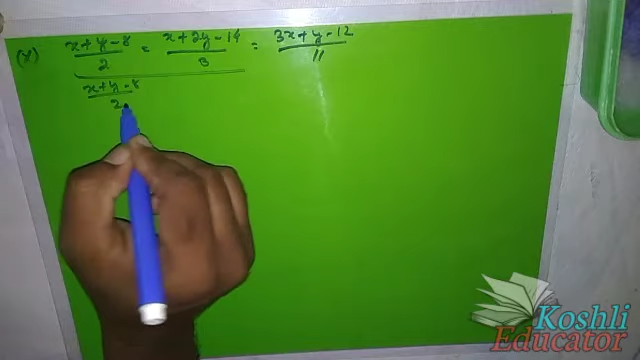 (x) x+y-8/2 = x+2y-14/3 = 3x+y-12/11
x+y-8/2
Koshli
Educator